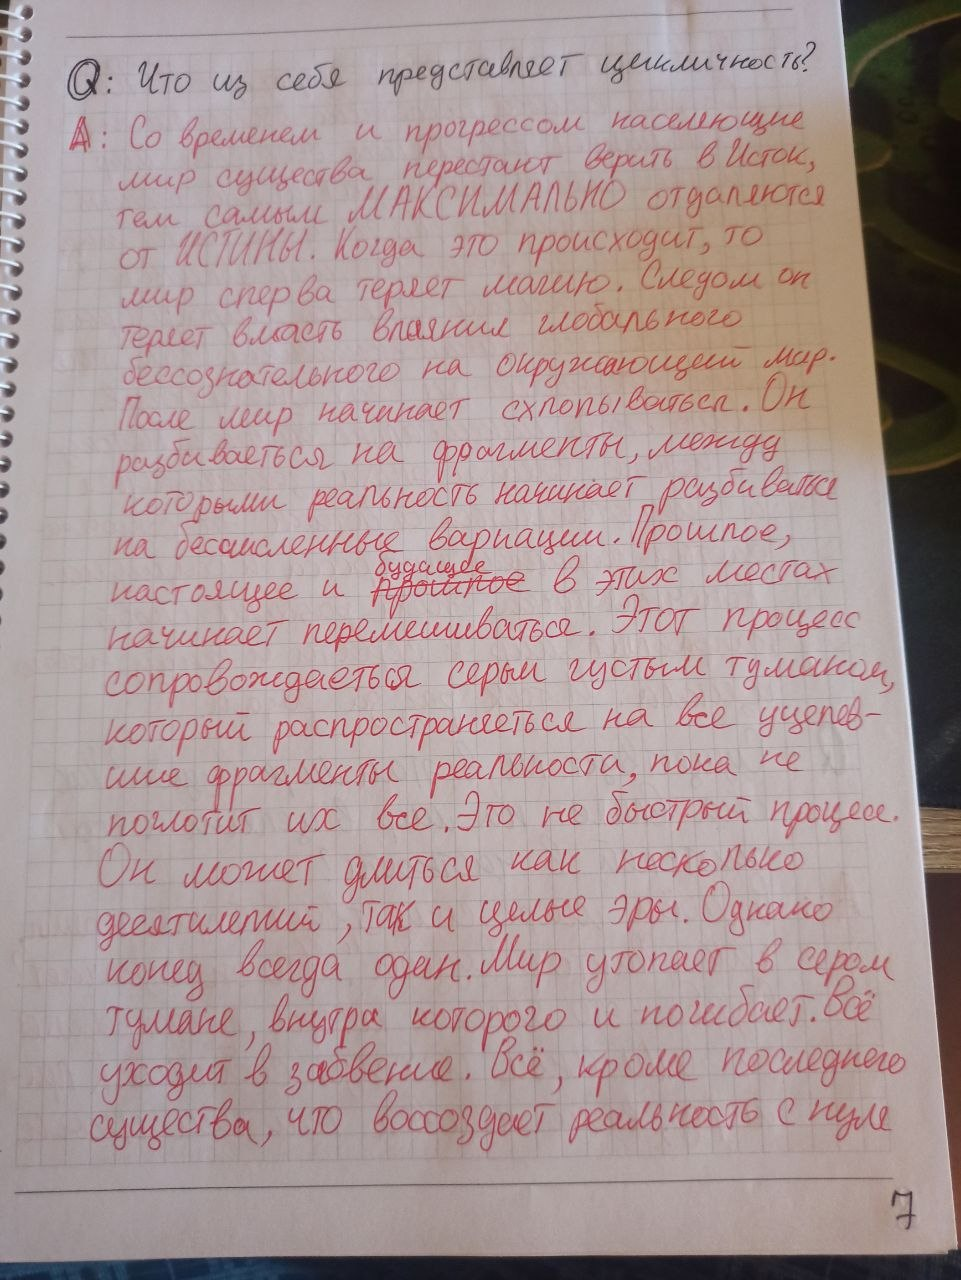 Q: Что из себя представляет цикличность?
A: Со временем и прогрессом населяющие
мир существа перестают верить в Исток,
тем самым МАКСИМАЛЬНО отдаляются
от ИСТИНЫ. Когда это происходит, то
мир сперва теряет магию. Следом он
теряет власть влияния глобального
бессознательного на окружающий мир.
После мир начинает схлопываться. Он
разбиваеться на фрагменты, между
которыми реальность начинает разбиваться
на бесчисленные вариации. Прошлое,
будущее
настоящее и прошлое в этих местах
начинает перемешиваться. Этот процесс
сопровождаеться серым густым туманом,
который распространяеться на все уцелев-
шие фрагменты реальности, пока не
поглотит их все. Это не быстрый процесс.
Он может длиться как несколько
десятилетий, так и целые эры. Однако
конец всегда один. Мир утопает в сером
тумане, внутри которого и погибает. Всё
уходит в забвение. Всё, кроме последнего
существа, что воссоздает реальность с нуля
7